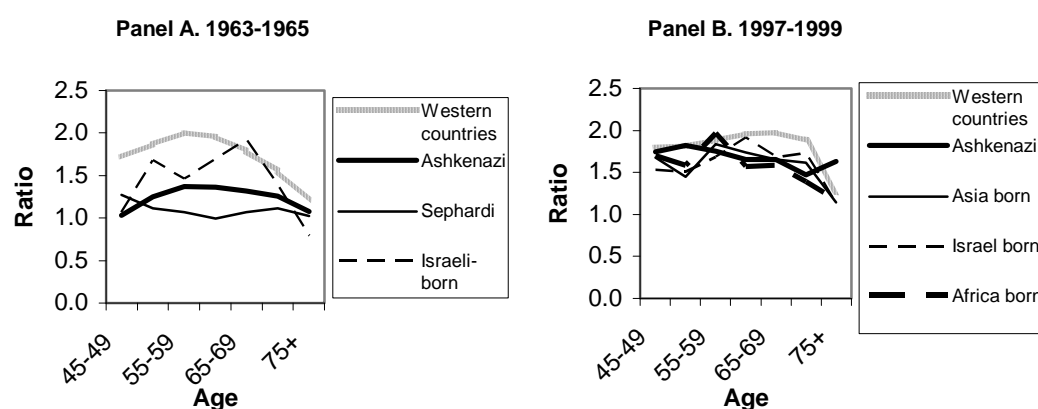 Panel A. 1963-1965
2.5
2.0
1.5
1.0
0.5
0.0
Ratio
45-49
55-59
65-69
75+
Age
Western
countries
Ashkenazi
Sephardi
Israeli-
born
Panel B. 1997-1999
2.5
2.0
1.5
1.0
0.5
0.0
Ratio
45-49
55-59
65-69
75+
Age
Western
countries
Ashkenazi
Asia born
Israel born
Africa born